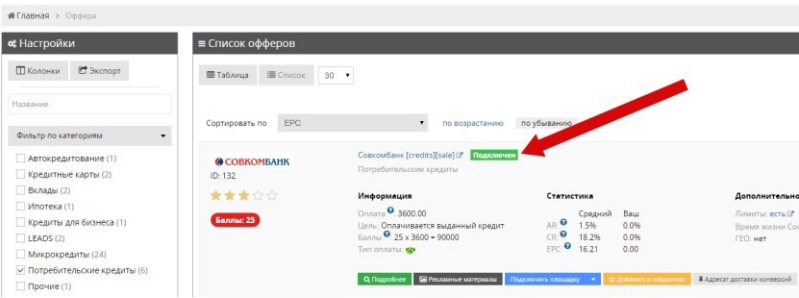 Главная > Оффера
Настройки
Список офферов
Колонки Экспорт
Таблица Список 30
Название
Сортировать по EPC по возрастанию по убыванию
Фильтр по категориям
Автокредитование (1)
Кредитные карты (2)
Вклады (2)
Ипотека (1)
Кредиты для бизнеса (1)
LEADS (2)
Микрокредиты (24)
Потребительские кредиты (6)
Прочие (1)
СОВКОМБАНК
ID: 132
Баллы: 25
Совкомбанк [credits][sale] Подключен
Потребительские кредиты
Информация
Оплата ?: 3600.00
Цель: Оплачивается выданный кредит
Баллы ? 25 x 3600 = 90000
Тип оплаты:
Статистика
Средний Ваш
AR: ? 1.5% 0.0%
CR: ? 18.2% 0.0%
EPC: ? 16.21 0.00
Дополнительно
Лимиты: есть
Время жизни Coo
ГЕО: нет
Подробнее Рекламные материалы Подключить площадку Добавить в избранное Адресат доставки конверсий